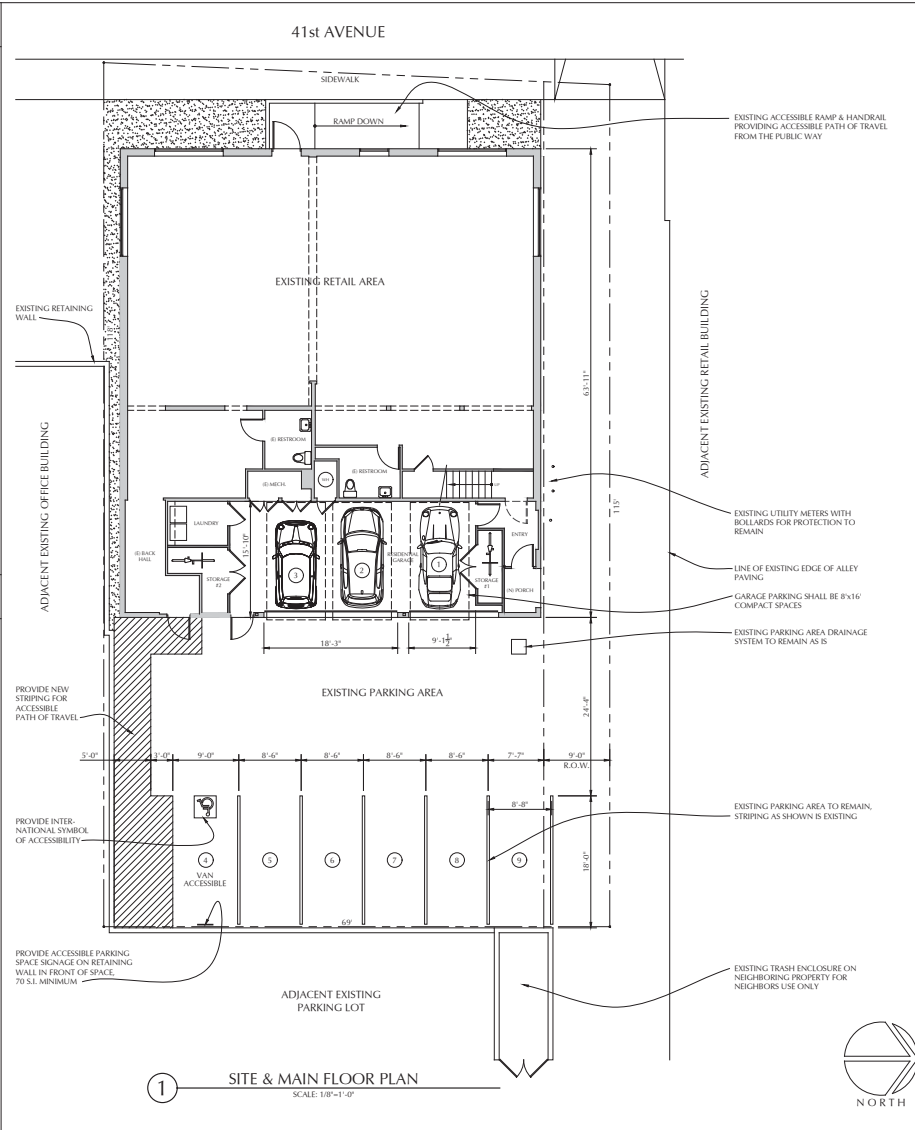 41st AVENUE
SIDEWALK
RAMP DOWN
EXISTING ACCESSIBLE RAMP & HANDRAIL
PROVIDING ACCESSIBLE PATH OF TRAVEL
FROM THE PUBLIC WAY
EXISTING RETAIL AREA
EXISTING RETAINING
WALL
118'
63'-11"
ADJACENT EXISTING RETAIL BUILDING
ADJACENT EXISTING OFFICE BUILDING
(E) RESTROOM
(E) RESTROOM
(E) MECH.
UP
115'
EXISTING UTILITY METERS WITH
BOLLARDS FOR PROTECTION TO
REMAIN
LAUNDRY
15'-10"
ENTRY
(E) BACK
HALL
STORAGE
#2
3
2
1
RESIDENTIAL
GARAGE
STORAGE
#1
(N) PORCH
LINE OF EXISTING EDGE OF ALLEY
PAVING
GARAGE PARKING SHALL BE 8'x16'
COMPACT SPACES
18'-3"
9'-1½"
EXISTING PARKING AREA DRAINAGE
SYSTEM TO REMAIN AS IS
PROVIDE NEW
STRIPING FOR
ACCESSIBLE
PATH OF TRAVEL
EXISTING PARKING AREA
24'-4"
5'-0"
3'-0"
9'-0"
8'-6"
8'-6"
8'-6"
8'-6"
7'-7"
9'-0"
R.O.W.
8'-8"
EXISTING PARKING AREA TO REMAIN,
STRIPING AS SHOWN IS EXISTING
PROVIDE INTER-
NATIONAL SYMBOL
OF ACCESSIBILITY
4
VAN
ACCESSIBLE
5
6
7
8
9
18'-0"
69'
PROVIDE ACCESSIBLE PARKING
SPACE SIGNAGE ON RETAINING
WALL IN FRONT OF SPACE,
70 S.I. MINIMUM
ADJACENT EXISTING
PARKING LOT
EXISTING TRASH ENCLOSURE ON
NEIGHBORING PROPERTY FOR
NEIGHBORS USE ONLY
1
SITE & MAIN FLOOR PLAN
SCALE: 1/8"=1'-0"
NORTH